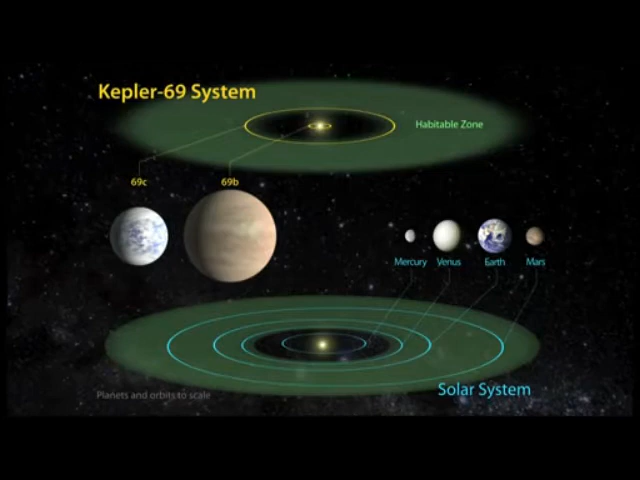 Kepler-69 System
Habitable Zone
69c
69b
Mercury
Venus
Earth
Mars
Solar System
Planets and orbits to scale